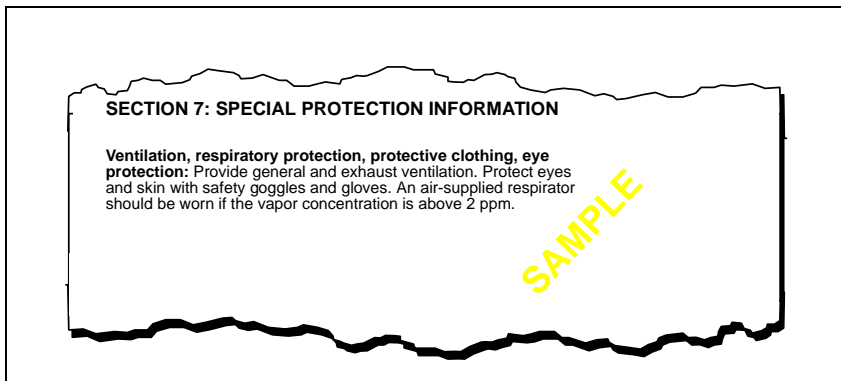 SECTION 7: SPECIAL PROTECTION INFORMATION
Ventilation, respiratory protection, protective clothing, eye
protection: Provide general and exhaust ventilation. Protect eyes
and skin with safety goggles and gloves. An air-supplied respirator
should be worn if the vapor concentration is above 2 ppm.
SAMPLE